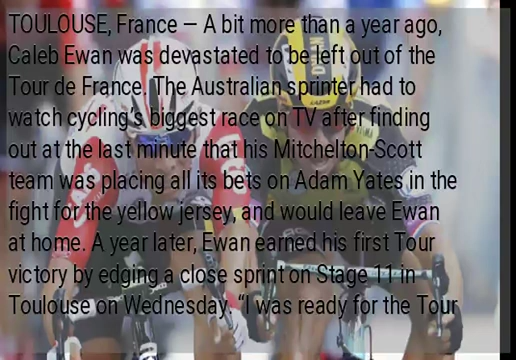 TOULOUSE, France — A bit more than a year ago,
Caleb Ewan was devastated to be left out of the
Tour de France. The Australian sprinter had to
watch cycling's biggest race on TV after finding
out at the last minute that his Mitchelton-Scott
team was placing all its bets on Adam Yates in the
fight for the yellow jersey, and would leave Ewan
at home. A year later, Ewan earned his first Tour
victory by edging a close sprint on Stage 11 in
Toulouse on Wednesday. “I was ready for the Tour